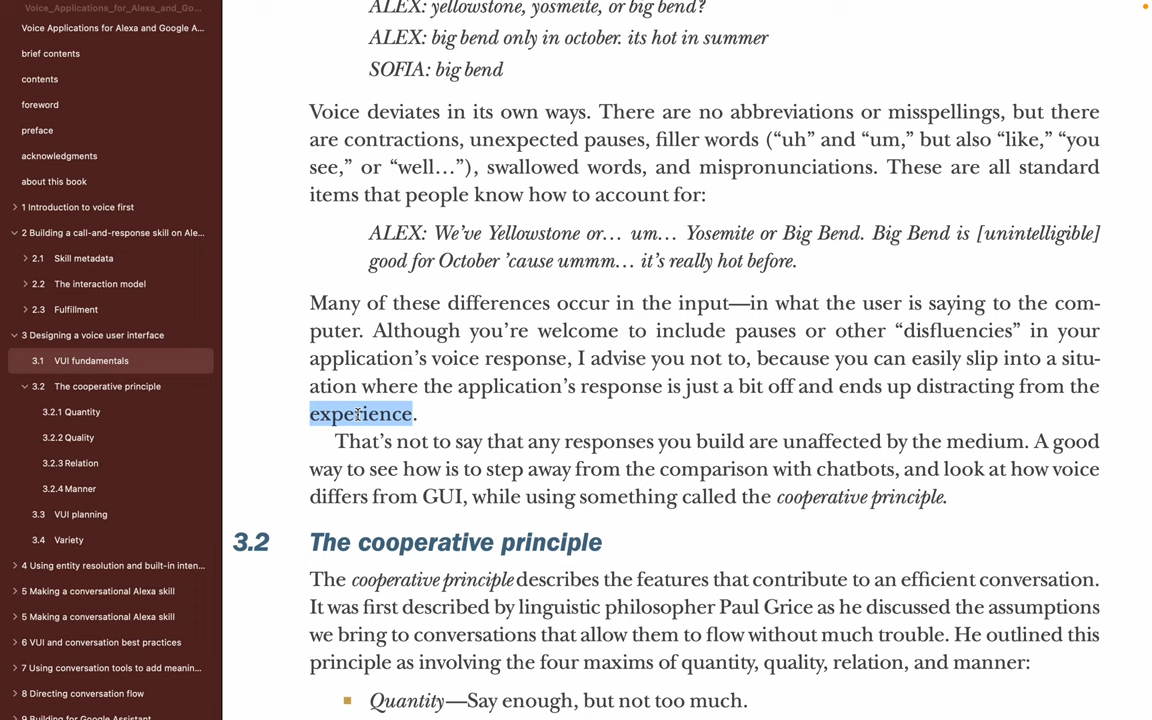 Voice_Applications_for_Alexa_and_Go...
Voice Applications for Alexa and Google A...
brief contents
contents
foreword
preface
acknowledgments
about this book
1 Introduction to voice first
2 Building a call-and-response skill on Ale...
2.1 Skill metadata
2.2 The interaction model
2.3 Fulfillment
3 Designing a voice user interface
3.1 VUI fundamentals
3.2 The cooperative principle
3.2.1 Quantity
3.2.2 Quality
3.2.3 Relation
3.2.4 Manner
3.3 VUI planning
3.4 Variety
4 Using entity resolution and built-in inten...
5 Making a conversational Alexa skill
5 Making a conversational Alexa skill
6 VUI and conversation best practices
7 Using conversation tools to add meanin...
8 Directing conversation flow
9 Building for Google Assistant
ALEX: yellowstone, yosmeite, or big bend?
ALEX: big bend only in october. its hot in summer
SOFIA: big bend
Voice deviates in its own ways. There are no abbreviations or misspellings, but there
are contractions, unexpected pauses, filler words (“uh” and “um,” but also “like,” “you
see,” or “well…”), swallowed words, and mispronunciations. These are all standard
items that people know how to account for:
ALEX: We’ve Yellowstone or… um… Yosemite or Big Bend. Big Bend is [unintelligible]
good for October ’cause ummm… it’s really hot before.
Many of these differences occur in the input—in what the user is saying to the com-
puter. Although you’re welcome to include pauses or other “disfluencies” in your
application’s voice response, I advise you not to, because you can easily slip into a situ-
ation where the application’s response is just a bit off and ends up distracting from the
experience.
That’s not to say that any responses you build are unaffected by the medium. A good
way to see how is to step away from the comparison with chatbots, and look at how voice
differs from GUI, while using something called the cooperative principle.
3.2 The cooperative principle
The cooperative principle describes the features that contribute to an efficient conversation.
It was first described by linguistic philosopher Paul Grice as he discussed the assumptions
we bring to conversations that allow them to flow without much trouble. He outlined this
principle as involving the four maxims of quantity, quality, relation, and manner:
■ Quantity—Say enough, but not too much.